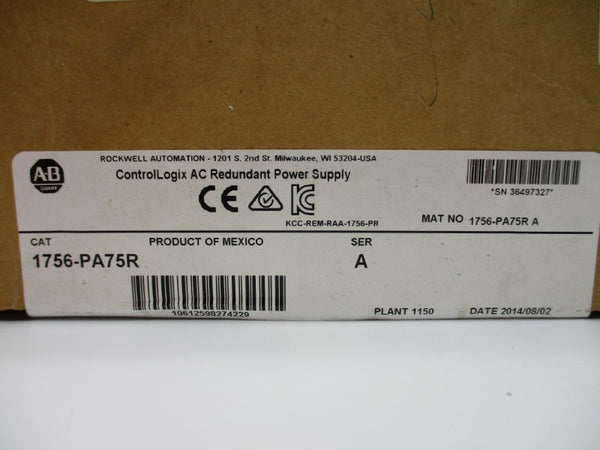 A-B
QUALITY
ROCKWELL AUTOMATION - 1201 S. 2nd St. Milwaukee, WI 53204-USA
ControlLogix AC Redundant Power Supply
CE
KCC-REM-RAA-1756-PR
*SN 36497327*
MAT NO 1756-PA75R A
CAT PRODUCT OF MEXICO SER
1756-PA75R A
10612598274229
PLANT 1150 DATE 2014/08/02